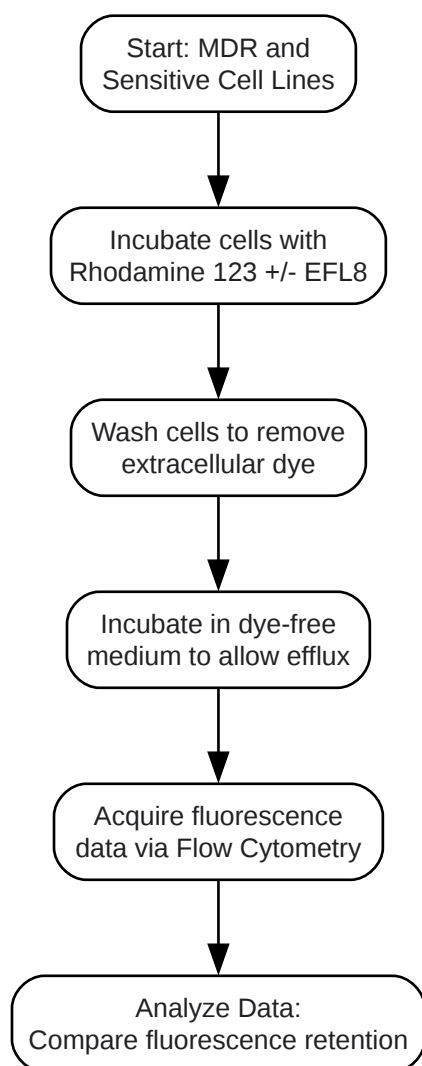 Start: MDR and
Sensitive Cell Lines
Incubate cells with
Rhodamine 123 +/- EFL8
Wash cells to remove
extracellular dye
Incubate in dye-free
medium to allow efflux
Acquire fluorescence
data via Flow Cytometry
Analyze Data:
Compare fluorescence retention